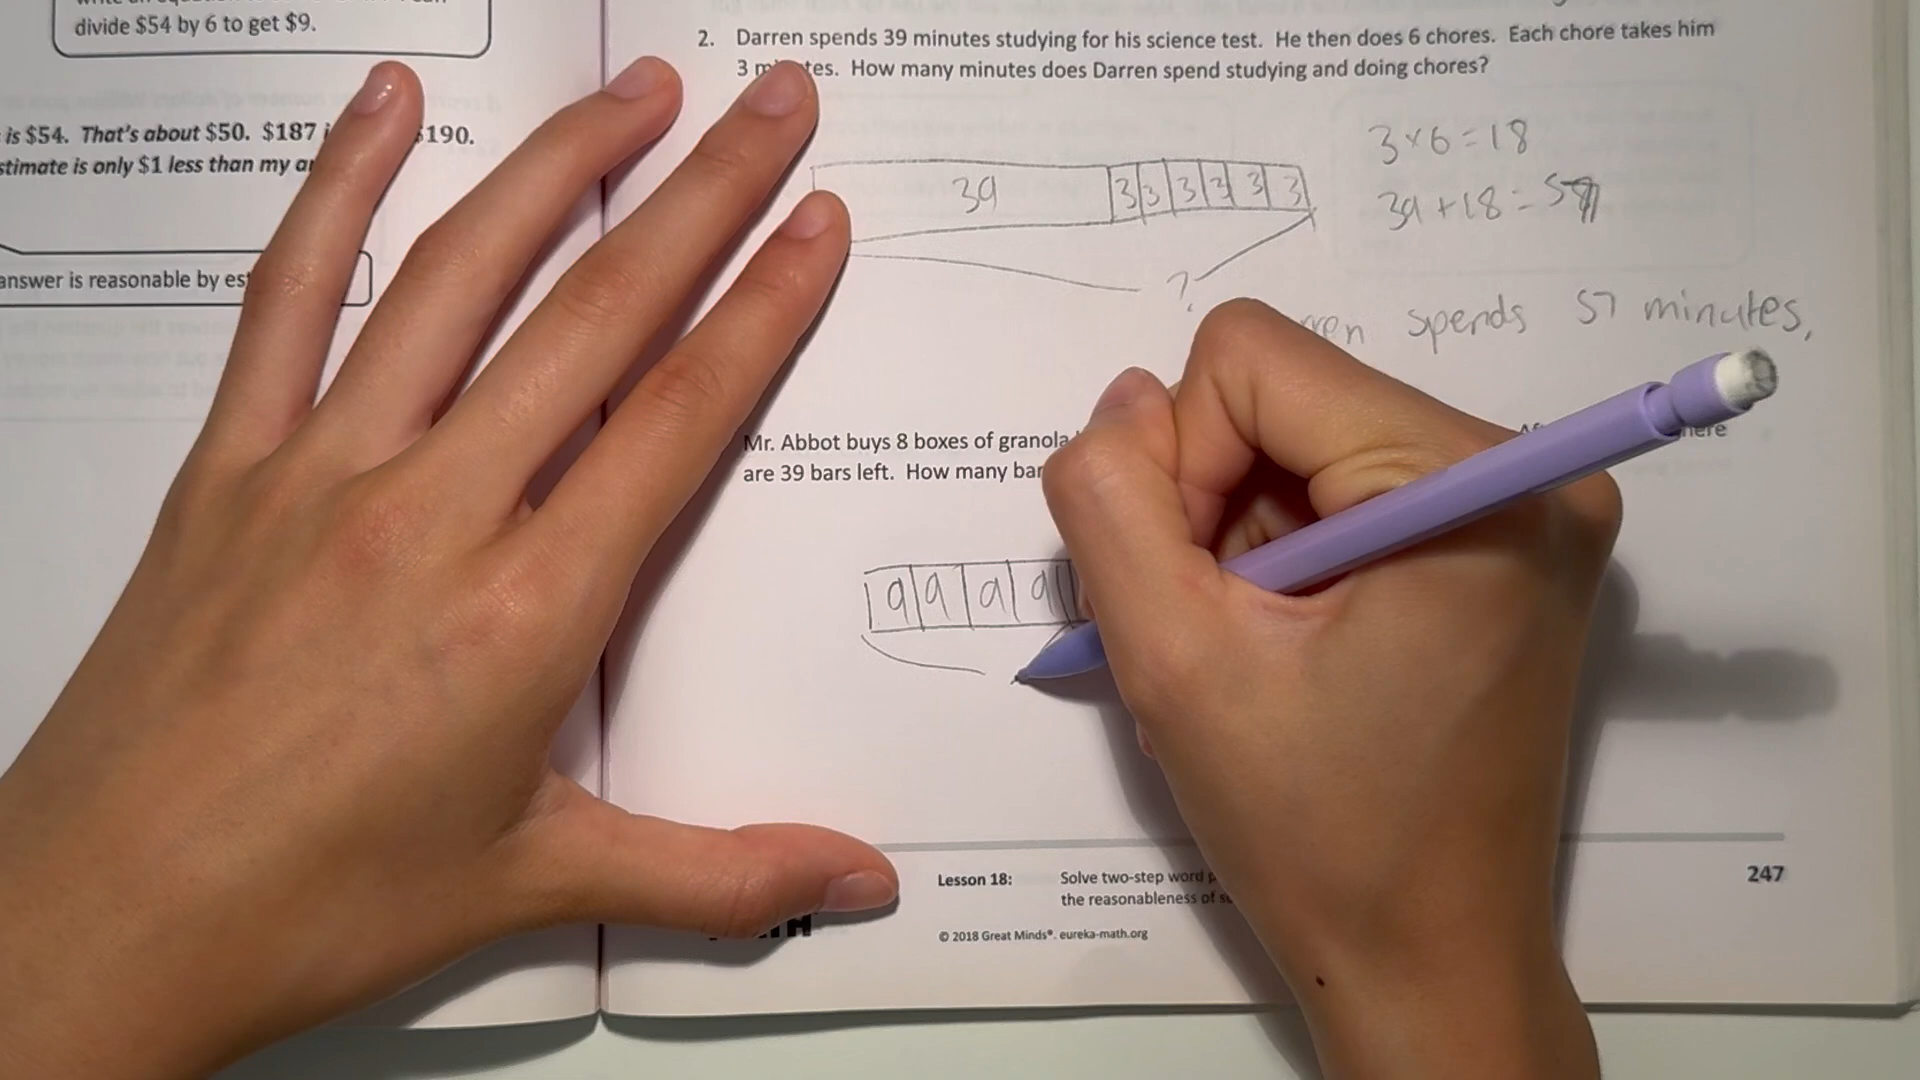 divide $54 by 6 to get $9.
is $54. That's about $50. $187 $190.
stimate is only $1 less than my
answer is reasonable by
2. Darren spends 39 minutes studying for his science test. He then does 6 chores. Each chore takes him
3 How many minutes does Darren spend studying and doing chores?
39 3 3 3 3 3 3
3×6=18
39+18=57
?
spends 57 minutes.
Mr. Abbot buys 8 boxes of granola
are 39 bars left. How many
9 9 9 9
Lesson 18: Solve two-step word
the reasonableness of
247
© 2018 Great Minds®. eureka-math.org